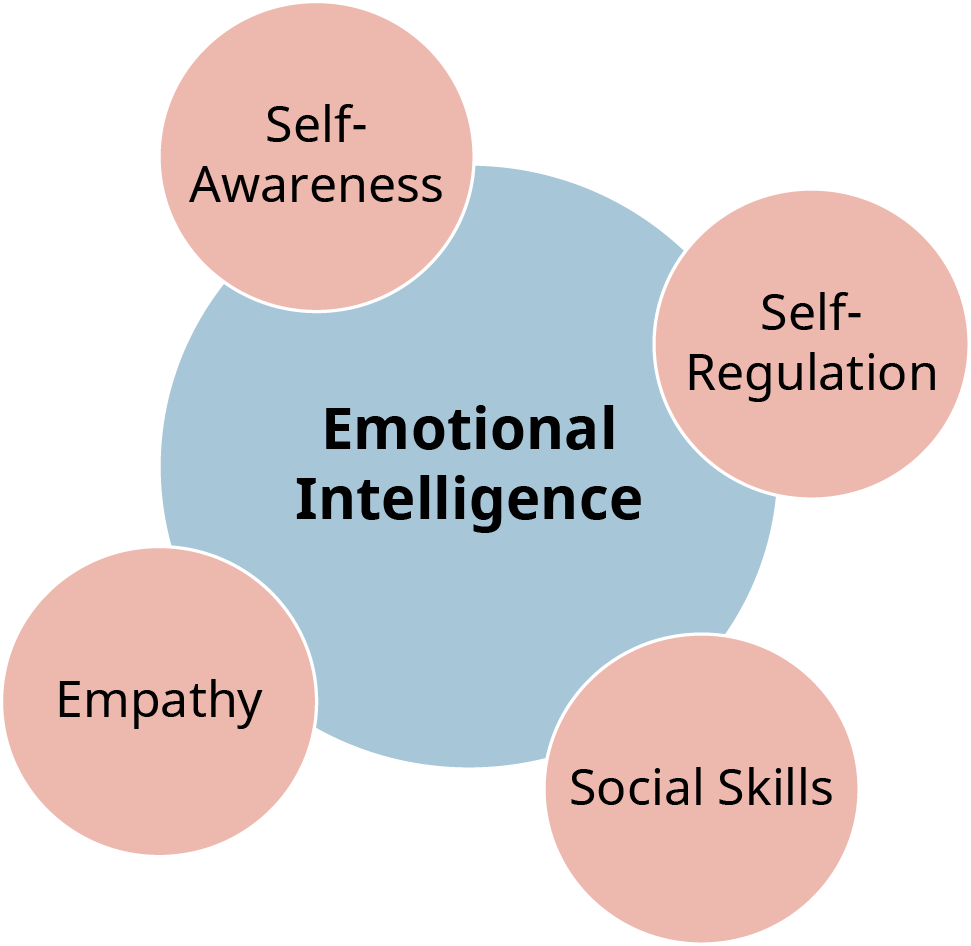 Self-
Awareness
Self-
Regulation
Emotional
Intelligence
Empathy
Social Skills